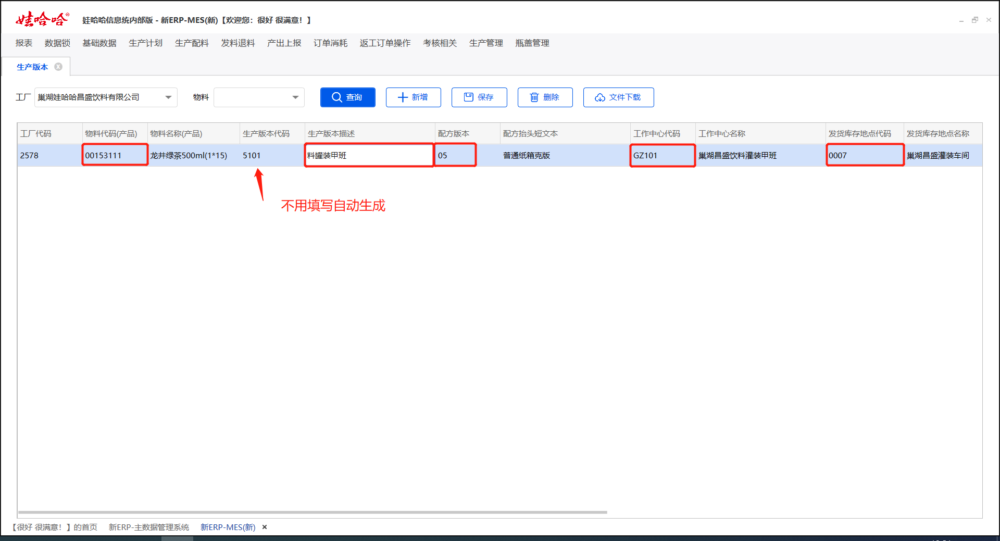 娃哈哈® 娃哈哈信息统内部版 - 新ERP-MES(新)【欢迎您：很好 很满意！】
报表 数据锁 基础数据 生产计划 生产配料 发料退料 产出上报 订单消耗 返工订单操作 考核相关 生产管理 瓶盖管理
生产版本
工厂 巢湖娃哈哈昌盛饮料有限公司 物料 查询 新增 保存 删除 文件下载
工厂代码 物料代码(产品) 物料名称(产品) 生产版本代码 生产版本描述 配方版本 配方抬头短文本 工作中心代码 工作中心名称 发货库存地点代码 发货库存地点名称
2578 00153111 龙井绿茶500ml(1*15) 5101 料罐装甲班 05 普通纸箱克版 GZ101 巢湖昌盛饮料灌装甲班 0007 巢湖昌盛灌装车间
不用填写自动生成
【很好 很满意！】的首页 新ERP-主数据管理系统 新ERP-MES(新)